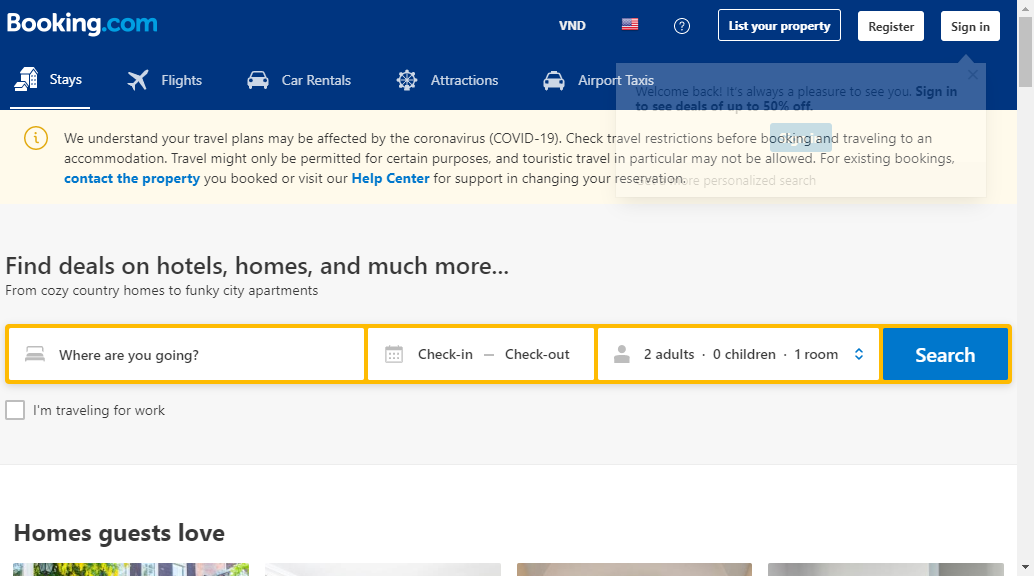 Booking.com
VND
List your property
Register
Sign in
Stays
Flights
Car Rentals
Attractions
Airport Taxis
Welcome back! It's always a pleasure to see you. Sign in
to see deals of up to 50% off.
We understand your travel plans may be affected by the coronavirus (COVID-19). Check travel restrictions before booking and traveling to an
accommodation. Travel might only be permitted for certain purposes, and touristic travel in particular may not be allowed. For existing bookings,
contact the property you booked or visit our Help Center for support in changing your reservation.
Get a more personalized search
Find deals on hotels, homes, and much more...
From cozy country homes to funky city apartments
Where are you going?
Check-in — Check-out
2 adults · 0 children · 1 room
Search
I'm traveling for work
Homes guests love